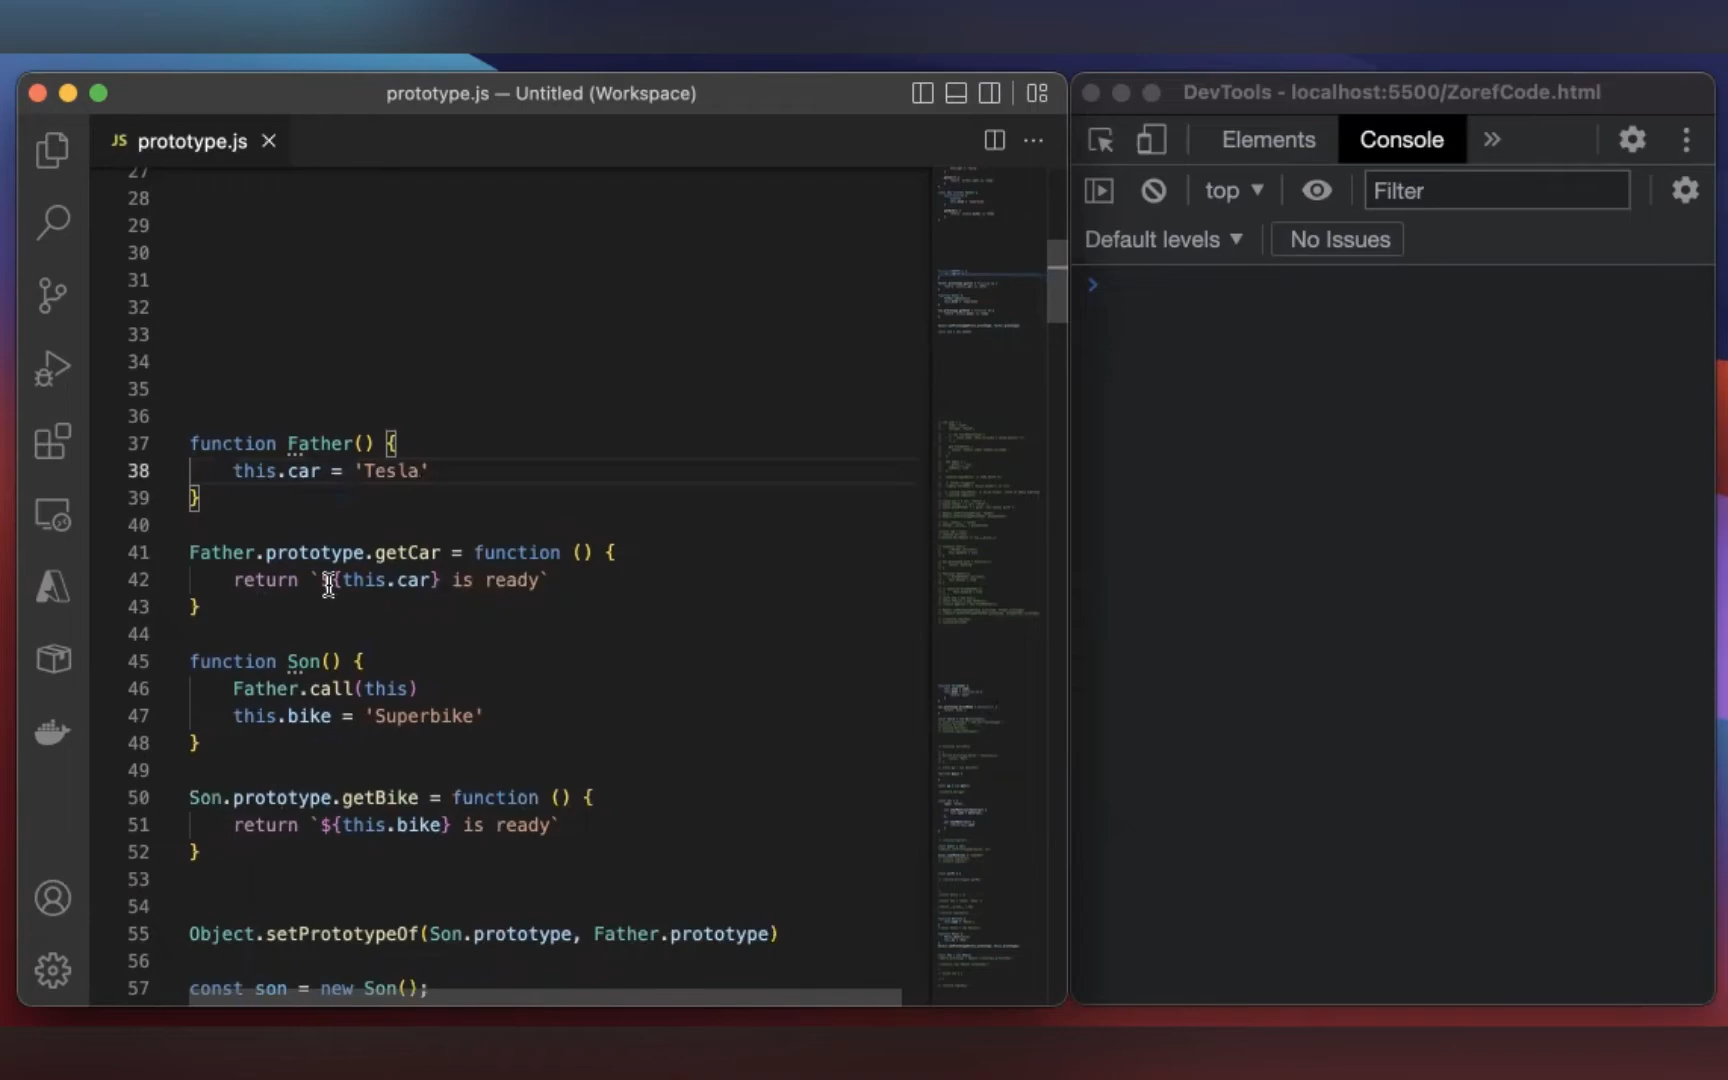 prototype.js — Untitled (Workspace)
JS prototype.js
27
28
29
30
31
32
33
34
35
36
37 function Father() {
38 this.car = 'Tesla'
39 }
40
41 Father.prototype.getCar = function () {
42 return `${this.car} is ready`
43 }
44
45 function Son() {
46 Father.call(this)
47 this.bike = 'Superbike'
48 }
49
50 Son.prototype.getBike = function () {
51 return `${this.bike} is ready`
52 }
53
54
55 Object.setPrototypeOf(Son.prototype, Father.prototype)
56
57 const son = new Son();
DevTools - localhost:5500/ZorefCode.html
Elements Console
top Filter
Default levels No Issues